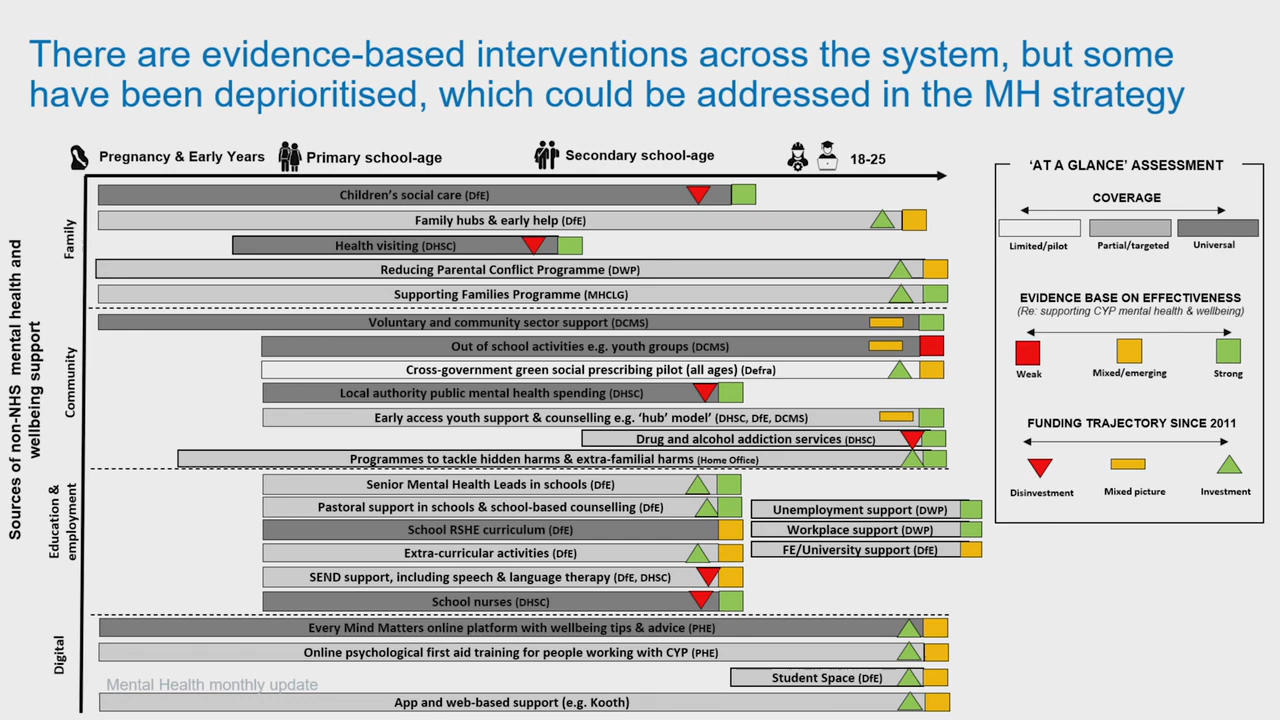 There are evidence-based interventions across the system, but some
have been deprioritised, which could be addressed in the MH strategy
Pregnancy & Early Years
Primary school-age
Secondary school-age
18-25
Sources of non-NHS mental health and
wellbeing support
Family
Children's social care (DfE)
Family hubs & early help (DfE)
Health visiting (DHSC)
Reducing Parental Conflict Programme (DWP)
Supporting Families Programme (MHCLG)
Community
Voluntary and community sector support (DCMS)
Out of school activities e.g. youth groups (DCMS)
Cross-government green social prescribing pilot (all ages) (Defra)
Local authority public mental health spending (DHSC)
Early access youth support & counselling e.g. 'hub' model' (DHSC, DfE, DCMS)
Drug and alcohol addiction services (DHSC)
Programmes to tackle hidden harms & extra-familial harms (Home Office)
Education &
employment
Senior Mental Health Leads in schools (DfE)
Pastoral support in schools & school-based counselling (DfE)
School RSHE curriculum (DfE)
Extra-curricular activities (DfE)
SEND support, including speech & language therapy (DfE, DHSC)
School nurses (DHSC)
Unemployment support (DWP)
Workplace support (DWP)
FE/University support (DfE)
Digital
Every Mind Matters online platform with wellbeing tips & advice (PHE)
Online psychological first aid training for people working with CYP (PHE)
Student Space (DfE)
Mental Health monthly update
App and web-based support (e.g. Kooth)
'AT A GLANCE' ASSESSMENT
COVERAGE
Limited/pilot
Partial/targeted
Universal
EVIDENCE BASE ON EFFECTIVENESS
(Re: supporting CYP mental health & wellbeing)
Weak
Mixed/emerging
Strong
FUNDING TRAJECTORY SINCE 2011
Disinvestment
Mixed picture
Investment